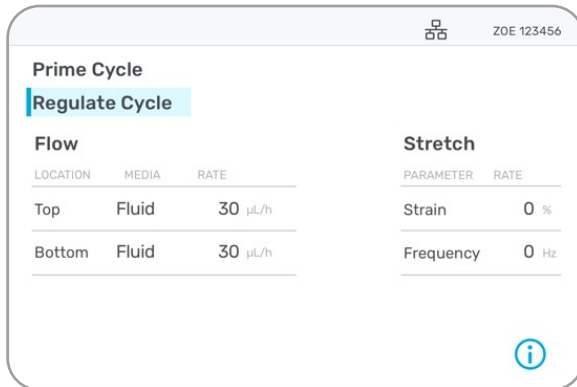 ZOE 123456
Prime Cycle
Regulate Cycle
Flow
LOCATION MEDIA RATE
Top Fluid 30 µL/h
Bottom Fluid 30 µL/h
Stretch
PARAMETER RATE
Strain 0 %
Frequency 0 Hz